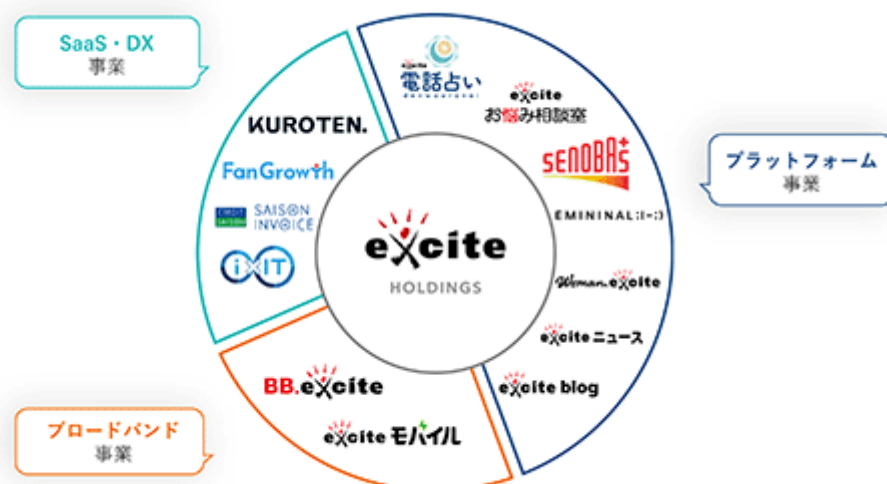 SaaS・DX
事業
KUROTEN.
FanGrowth
CREDIT
SAISON
SAISON
INVOICE
iXIT
excite
電話占い
excite
お悩み相談室
SENOBAS+
EMININAL:(-:)
Woman.excite
excite ニュース
excite blog
プラットフォーム
事業
excite
HOLDINGS
BB.excite
excite モバイル
ブロードバンド
事業